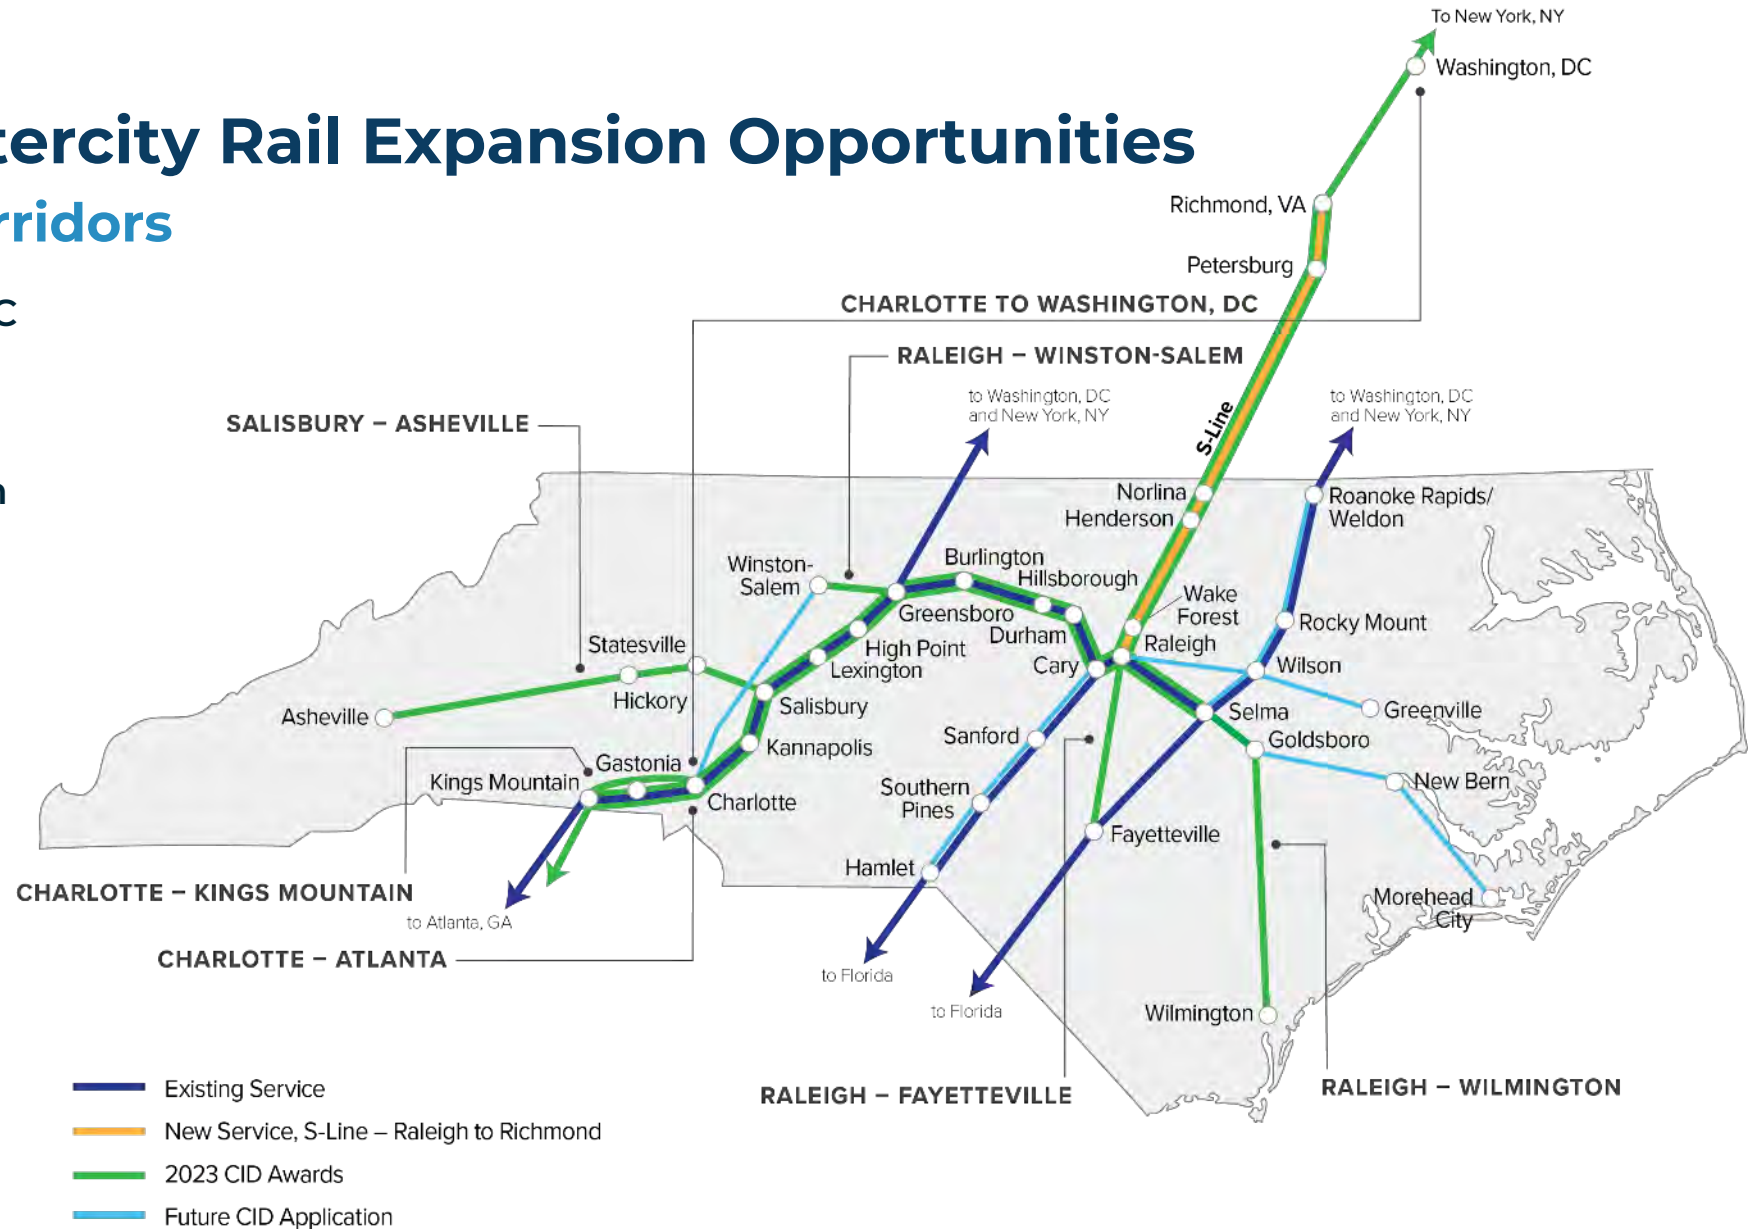 To New York, NY
Washington, DC
tercity Rail Expansion Opportunities
rridors
Richmond, VA
Petersburg
C
CHARLOTTE TO WASHINGTON, DC
RALEIGH – WINSTON-SALEM
to Washington, DC
and New York, NY
to Washington, DC
and New York, NY
SALISBURY – ASHEVILLE
S-Line
n
Norlina
Henderson
Roanoke Rapids/
Weldon
Winston-
Salem
Burlington
Hillsborough
Greensboro
Durham
Wake
Forest
Raleigh
Rocky Mount
High Point
Lexington
Cary
Wilson
Statesville
Hickory
Asheville
Salisbury
Kannapolis
Sanford
Selma
Greenville
Goldsboro
Gastonia
Kings Mountain
Charlotte
Southern
Pines
New Bern
Fayetteville
Hamlet
Morehead
City
CHARLOTTE – KINGS MOUNTAIN
to Atlanta, GA
CHARLOTTE – ATLANTA
to Florida
to Florida
Wilmington
RALEIGH – FAYETTEVILLE
RALEIGH – WILMINGTON
Existing Service
New Service, S-Line – Raleigh to Richmond
2023 CID Awards
Future CID Application